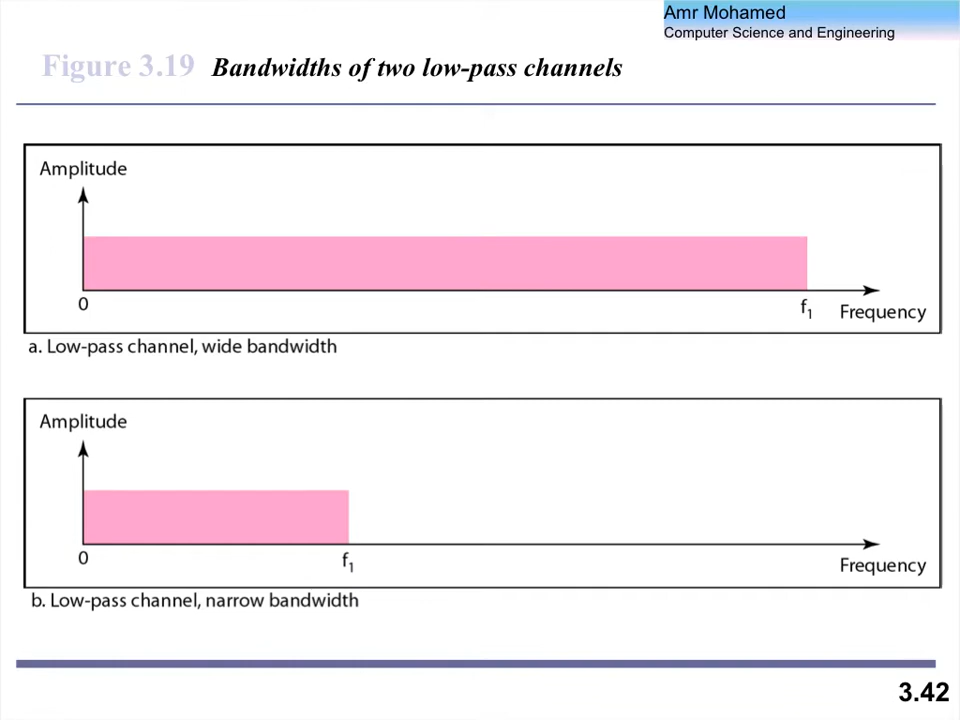 Amr Mohamed
Computer Science and Engineering
Figure 3.19 Bandwidths of two low-pass channels
Amplitude
0
f₁ Frequency
a. Low-pass channel, wide bandwidth
Amplitude
0 f₁
Frequency
b. Low-pass channel, narrow bandwidth
3.42